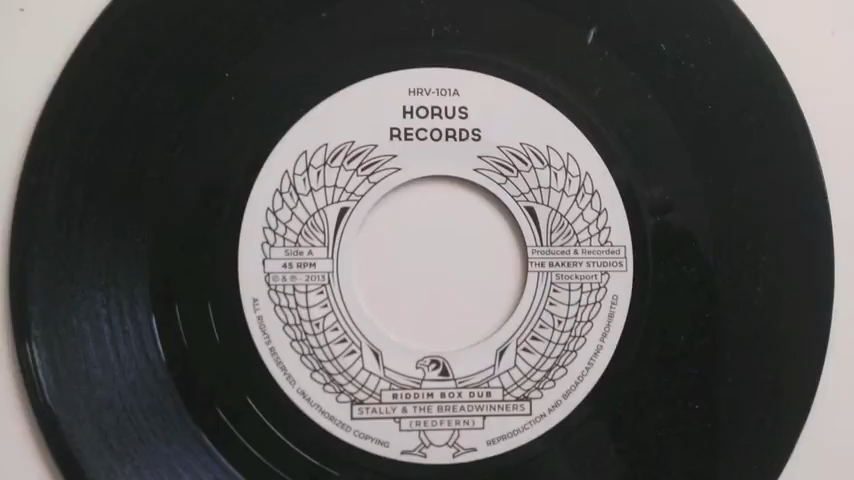 HRV-101A
HORUS
RECORDS
Side A
45 RPM
© & ℗ - 2013
Produced & Recorded
THE BAKERY STUDIOS
Stockport
RIDDIM BOX DUB
STALLY & THE BREADWINNERS
(REDFERN)
ALL RIGHTS RESERVED, UNAUTHORIZED COPYING
REPRODUCTION AND BROADCASTING PROHIBITED